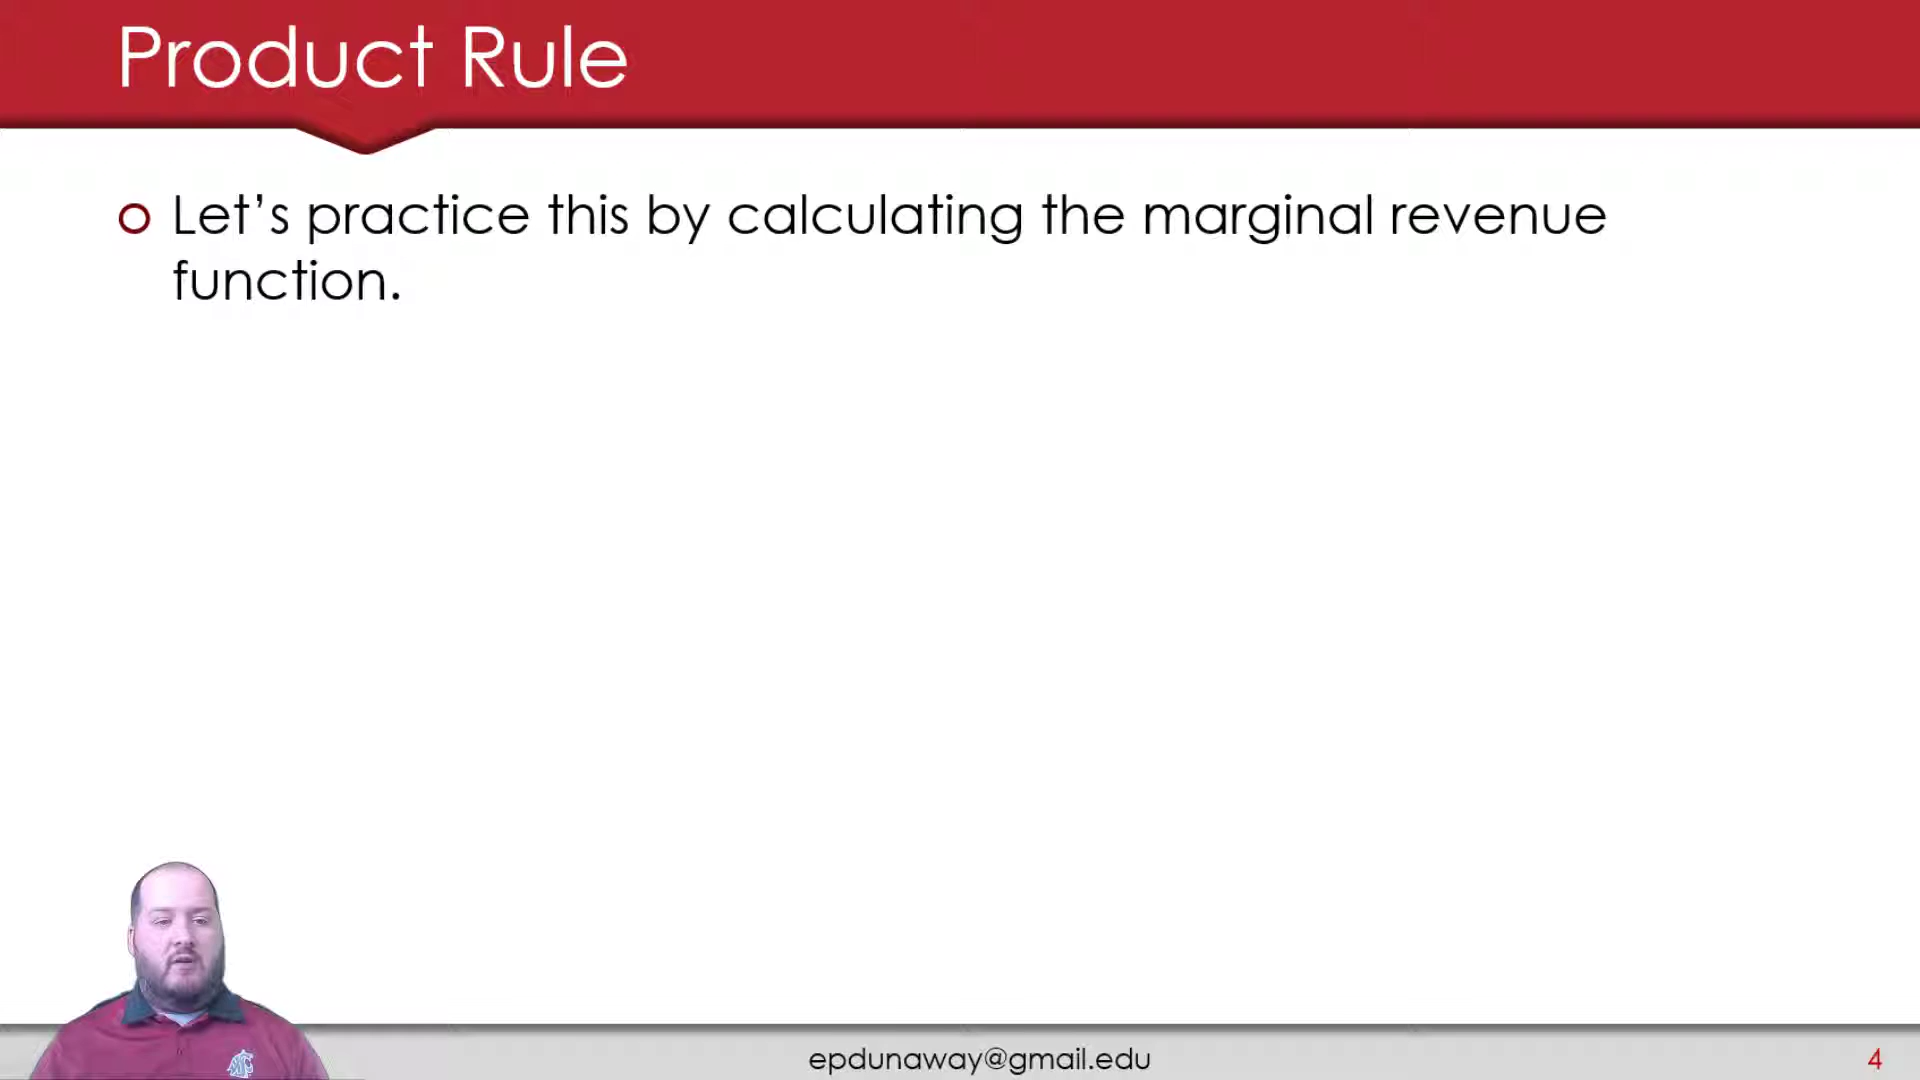 Product Rule
Let’s practice this by calculating the marginal revenue
function.
epdunaway@gmail.edu
4